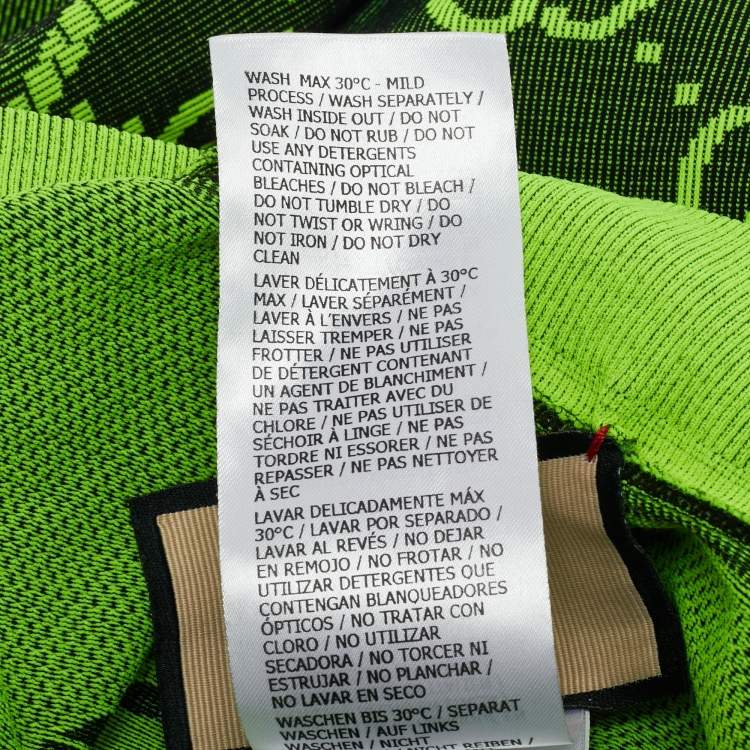 WASH MAX 30°C - MILD
PROCESS / WASH SEPARATELY /
WASH INSIDE OUT / DO NOT
SOAK / DO NOT RUB / DO NOT
USE ANY DETERGENTS
CONTAINING OPTICAL
BLEACHES / DO NOT BLEACH /
DO NOT TUMBLE DRY / DO
NOT TWIST OR WRING / DO
NOT IRON / DO NOT DRY
CLEAN
LAVER DÉLICATEMENT À 30°C
MAX / LAVER SÉPARÉMENT /
LAVER À L'ENVERS / NE PAS
LAISSER TREMPER / NE PAS
FROTTER / NE PAS UTILISER
DE DÉTERGENT CONTENANT
UN AGENT DE BLANCHIMENT /
NE PAS TRAITER AVEC DU
CHLORE / NE PAS UTILISER DE
SÉCHOIR À LINGE / NE PAS
TORDRE NI ESSORER / NE PAS
REPASSER / NE PAS NETTOYER
À SEC
LAVAR DELICADAMENTE MÁX
30°C / LAVAR POR SEPARADO /
LAVAR AL REVÉS / NO DEJAR
EN REMOJO / NO FROTAR / NO
UTILIZAR DETERGENTES QUE
CONTENGAN BLANQUEADORES
ÓPTICOS / NO TRATAR CON
CLORO / NO UTILIZAR
SECADORA / NO TORCER NI
ESTRUJAR / NO PLANCHAR /
NO LAVAR EN SECO
WASCHEN BIS 30°C / SEPARAT
WASCHEN / AUF LINKS
WASCHEN / NICHT
NICHT REIBEN /